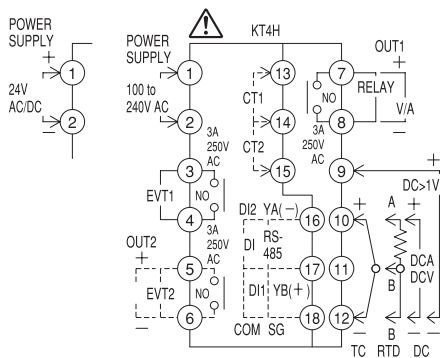 POWER
SUPPLY
+
1
24V
AC/DC
2
−
KT4H
POWER
SUPPLY
1
100 to
240V AC
2
3A
250V
AC
3
EVT1
NO
4
3A
250V
AC
OUT2
+
5
EVT2
NO
6
−
13
CT1
14
CT2
15
DI2 YA(−)
16
DI RS-
485
17
DI1 YB(+)
18
COM SG
OUT1
7
RELAY
+
NO
V/A
8
−
3A
250V
AC
9
+
DC>1V
10
+
A
+
11
DCA
DCV
B
12
−
B
−
−
TC RTD DC